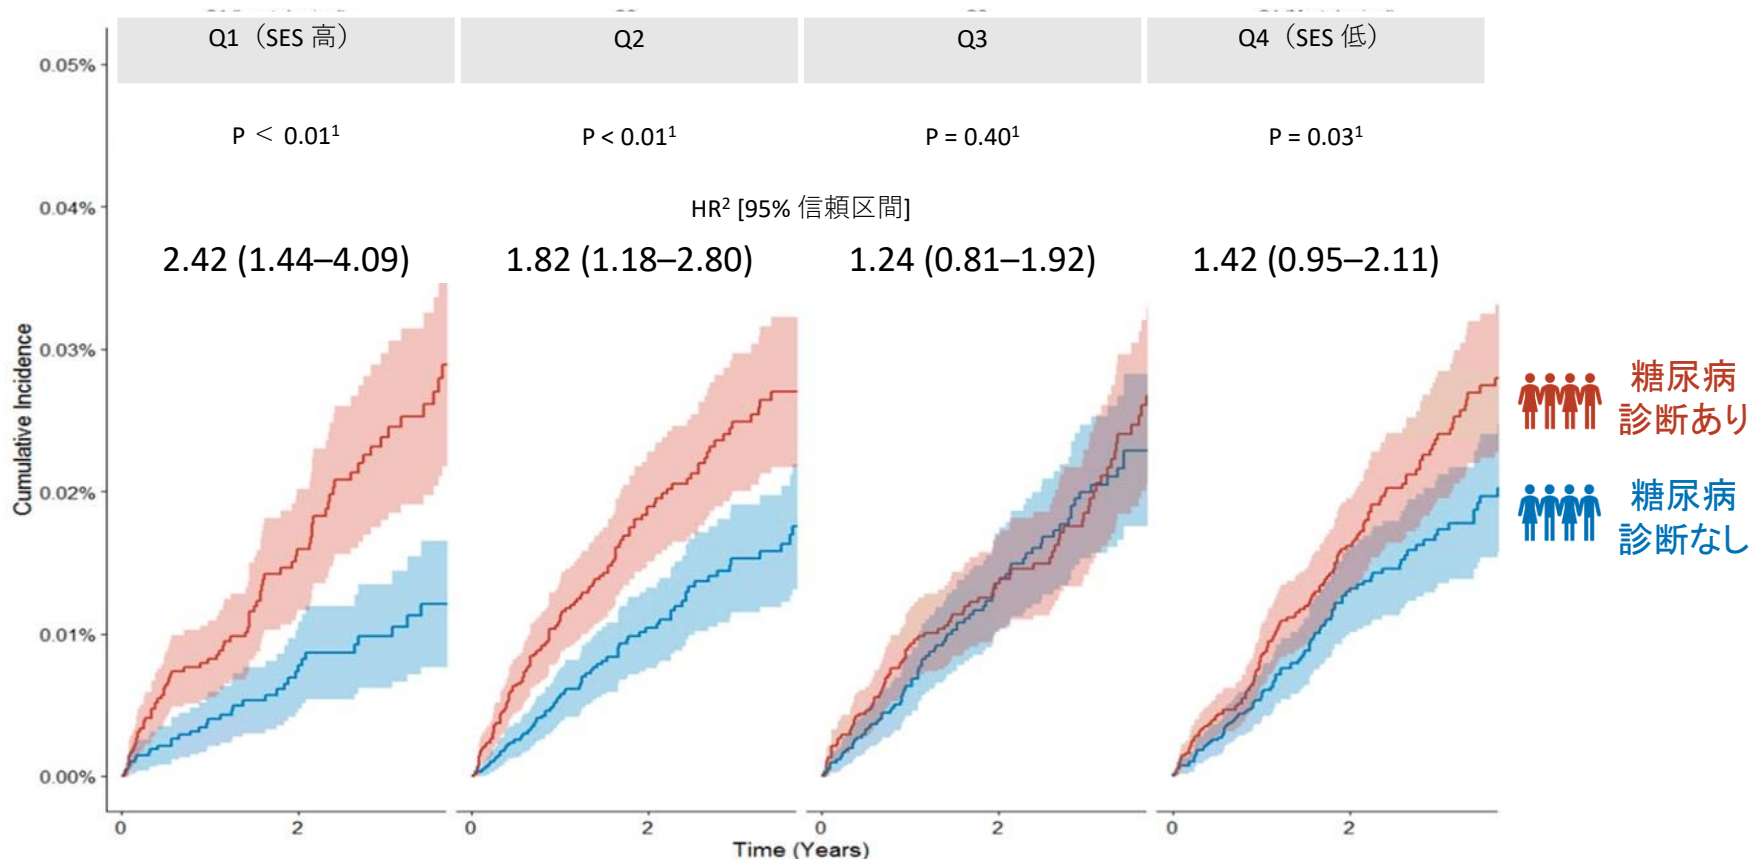 Q1（SES 高）
Q2
Q3
Q4（SES 低）
0.05%
P ＜ 0.01¹
P < 0.01¹
P = 0.40¹
P = 0.03¹
0.04%
HR² [95% 信頼区間]
2.42 (1.44–4.09)
1.82 (1.18–2.80)
1.24 (0.81–1.92)
1.42 (0.95–2.11)
Cumulative Incidence
0.03%
0.02%
0.01%
0.00%
糖尿病
診断あり
糖尿病
診断なし
0
2
0
2
0
2
0
2
Time (Years)